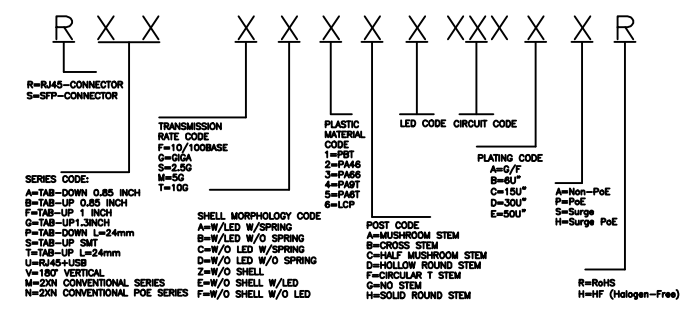 R X X X X X X X XXX X X R
R=RJ45-CONNECTOR
S=SFP-CONNECTOR
SERIES CODE:
A=TAB-DOWN 0.85 INCH
B=TAB-UP 0.85 INCH
F=TAB-UP 1 INCH
G=TAB-UP1.3INCH
P=TAB-DOWN L=24mm
S=TAB-UP SMT
T=TAB-UP L=24mm
U=RJ45+USB
V=180° VERTICAL
M=2XN CONVENTIONAL SERIES
N=2XN CONVENTIONAL POE SERIES
TRANSMISSION
RATE CODE
F=10/100BASE
G=GIGA
S=2.5G
M=5G
T=10G
SHELL MORPHOLOGY CODE
A=W/LED W/SPRING
B=W/LED W/O SPRING
C=W/O LED W/SPRING
D=W/O LED W/O SPRING
Z=W/O SHELL
E=W/O SHELL W/LED
F=W/O SHELL W/O LED
PLASTIC
MATERIAL
CODE
1=PBT
2=PA46
3=PA66
4=PA9T
5=PA6T
6=LCP
POST CODE
A=MUSHROOM STEM
B=CROSS STEM
C=HALF MUSHROOM STEM
D=HOLLOW ROUND STEM
F=CIRCULAR T STEM
G=NO STEM
H=SOLID ROUND STEM
LED CODE
CIRCUIT CODE
PLATING CODE
A=G/F
B=6U"
C=15U"
D=30U"
E=50U"
A=Non-PoE
P=PoE
S=Surge
H=Surge PoE
R=RoHS
H=HF (Halogen-Free)